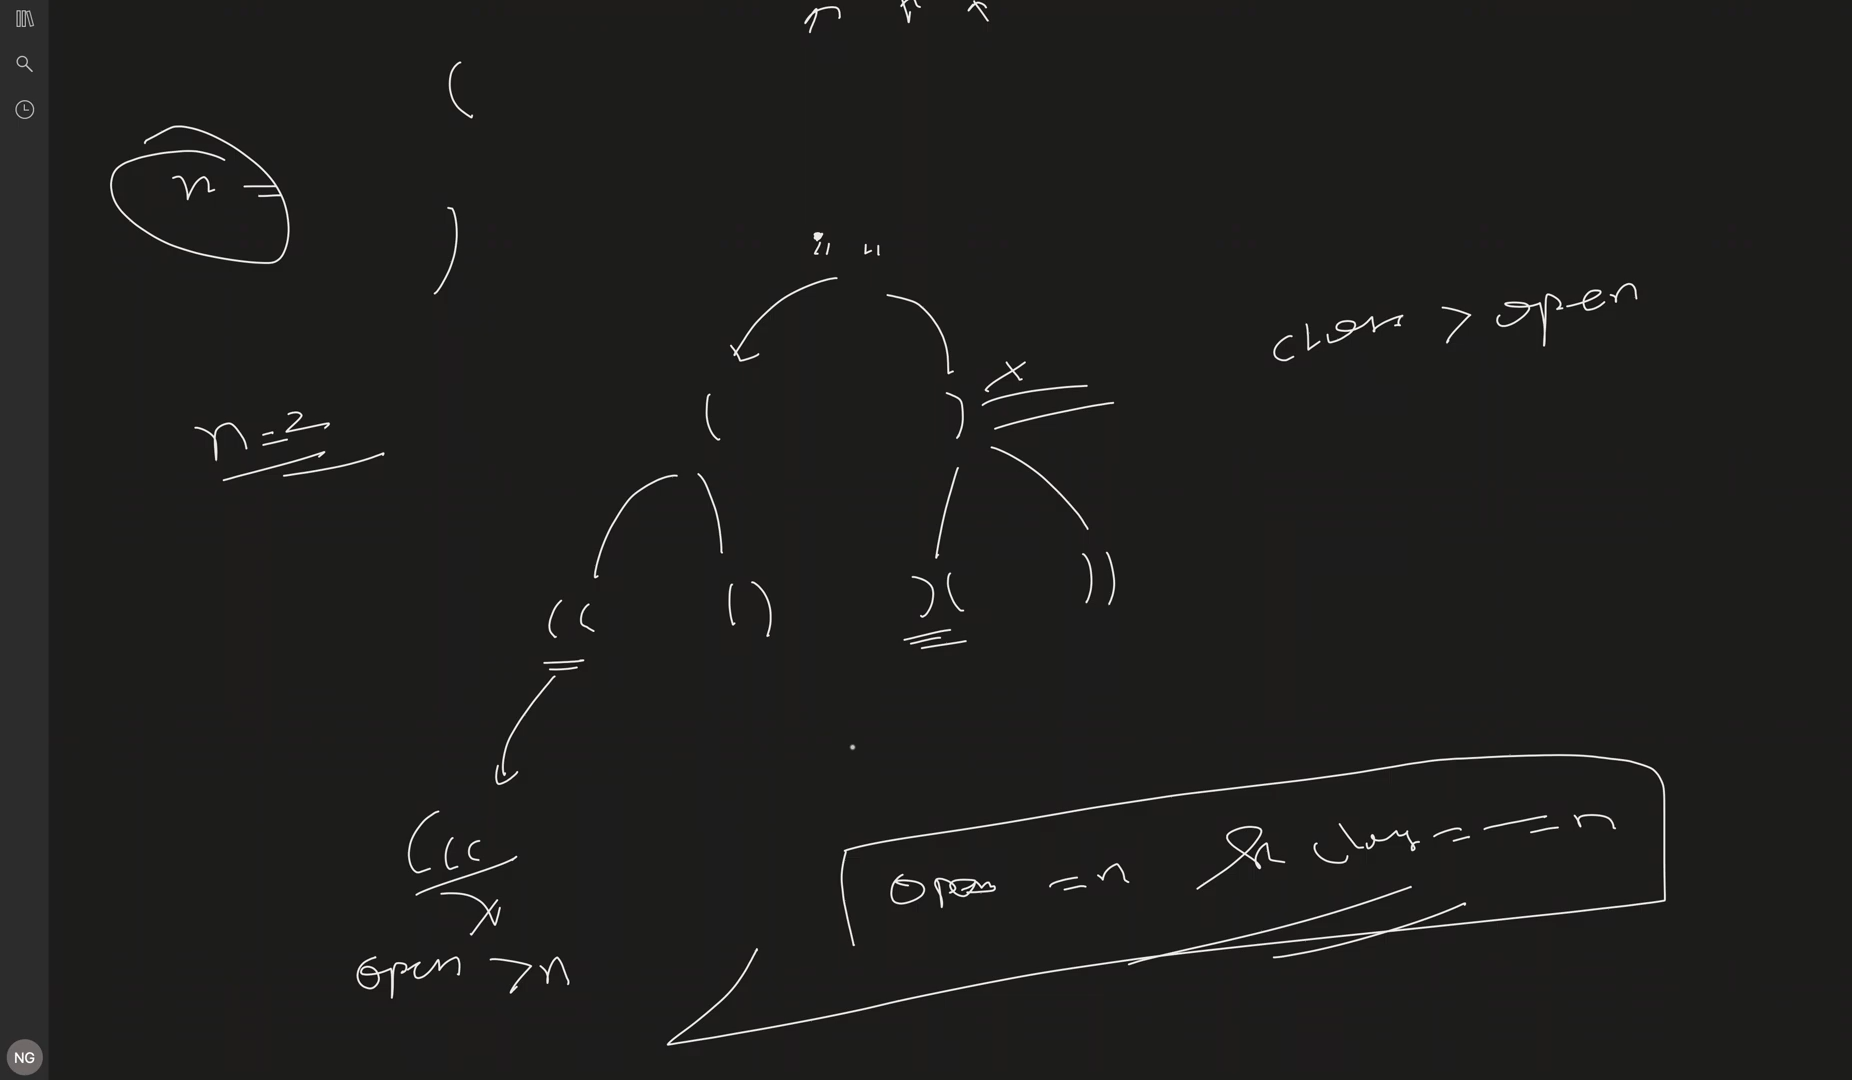 (
n =
)
" "
close > open
( ) x
n=2
(( () )( ))
(((
x
open = n && close == n
open > n
NG